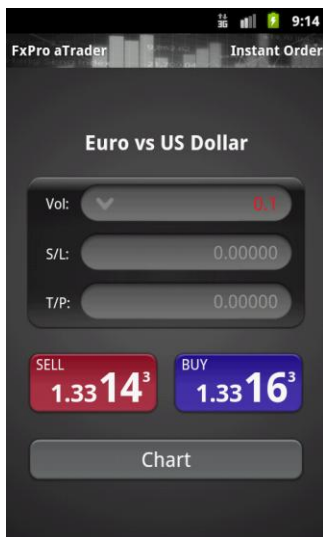 3G 9:14
FxPro aTrader Instant Order
Euro vs US Dollar
Vol: 0.1
S/L: 0.00000
T/P: 0.00000
SELL BUY
1.33143 1.33163
Chart